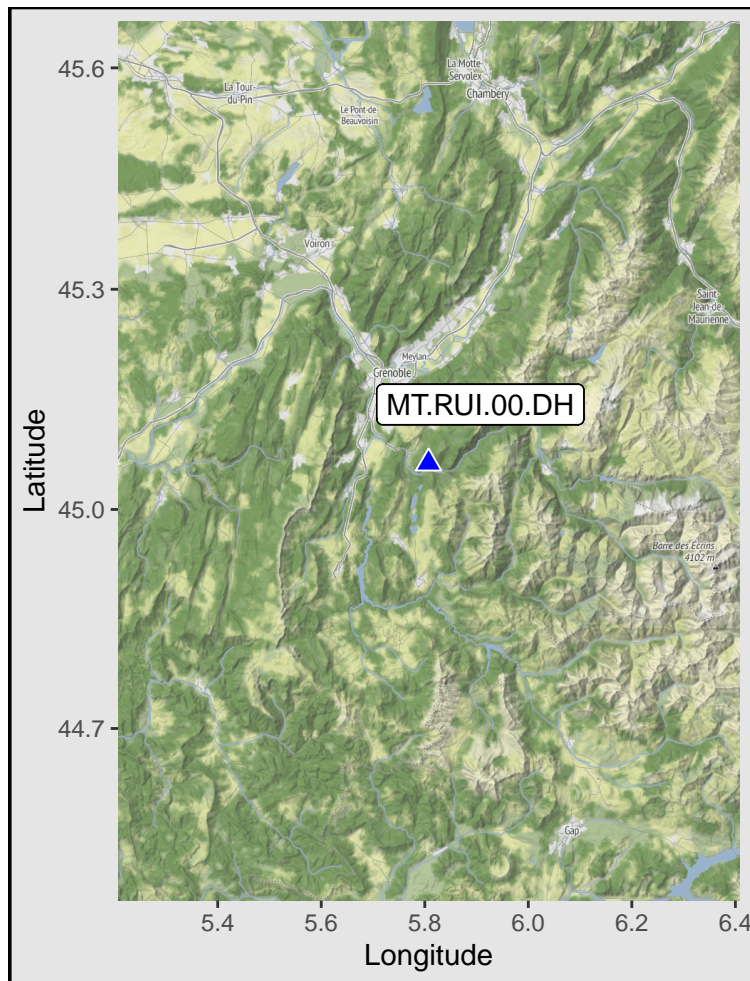 45.6
45.3
45.0
44.7
Latitude
La Motte-
Servolex
Chambéry
La Tour-
du-Pin
Le Pont-de-
Beauvoisin
Voiron
Saint-
Jean-de-
Maurienne
Meylan
Grenoble
MT.RUI.00.DH
Barre des Écrins
4102 m
Gap
5.4
5.6
5.8
6.0
6.2
6.4
Longitude